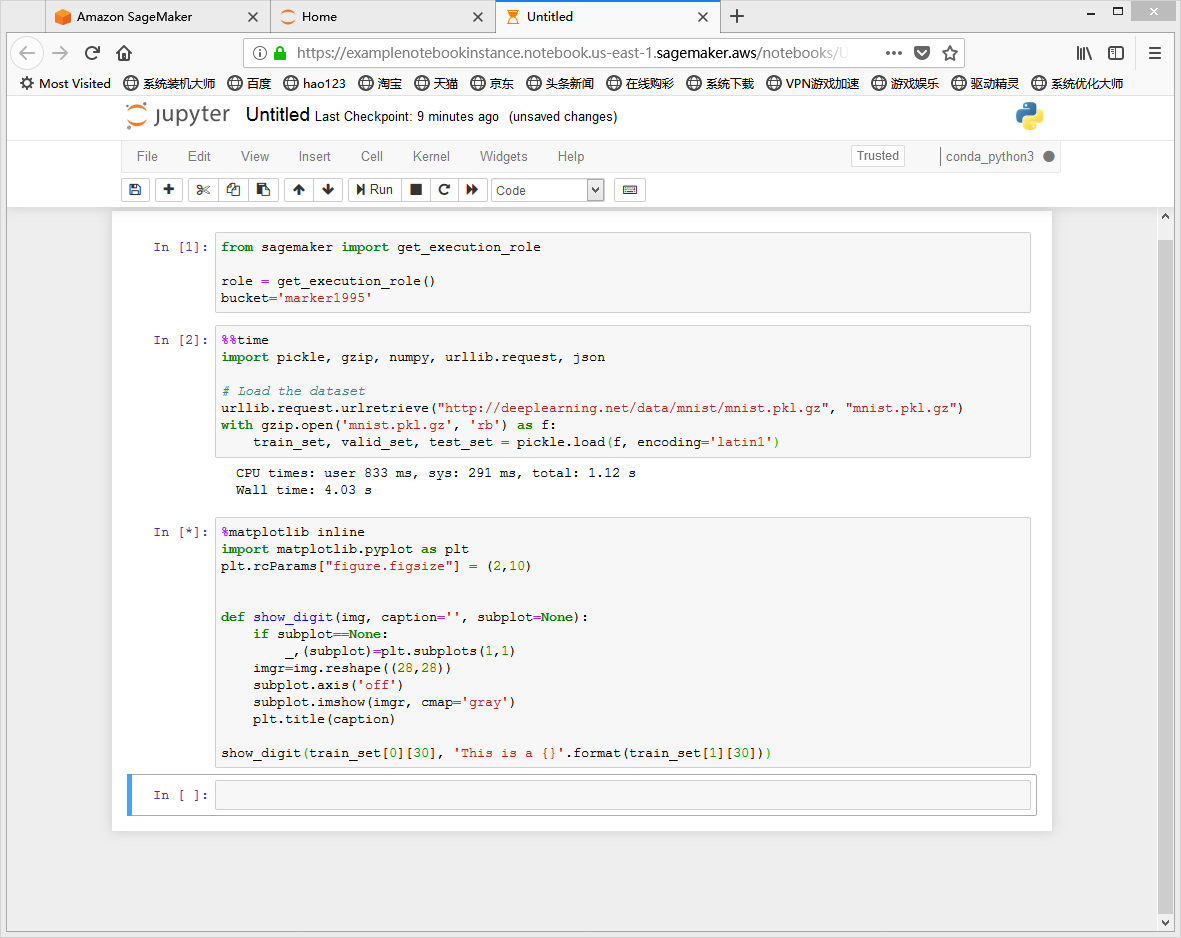 Amazon SageMaker
Home
Untitled
https://examplenotebookinstance.notebook.us-east-1.sagemaker.aws/notebooks/U
Most Visited 系统装机大师 百度 hao123 淘宝 天猫 京东 头条新闻 在线购彩 系统下载 VPN游戏加速 游戏娱乐 驱动精灵 系统优化大师
jupyter Untitled Last Checkpoint: 9 minutes ago (unsaved changes)
File Edit View Insert Cell Kernel Widgets Help Trusted conda_python3
Run Code
In [1]: from sagemaker import get_execution_role
role = get_execution_role()
bucket='marker1995'
In [2]: %%time
import pickle, gzip, numpy, urllib.request, json
# Load the dataset
urllib.request.urlretrieve("http://deeplearning.net/data/mnist/mnist.pkl.gz", "mnist.pkl.gz")
with gzip.open('mnist.pkl.gz', 'rb') as f:
    train_set, valid_set, test_set = pickle.load(f, encoding='latin1')
CPU times: user 833 ms, sys: 291 ms, total: 1.12 s
Wall time: 4.03 s
In [*]: %matplotlib inline
import matplotlib.pyplot as plt
plt.rcParams["figure.figsize"] = (2,10)
def show_digit(img, caption='', subplot=None):
    if subplot==None:
        _,(subplot)=plt.subplots(1,1)
    imgr=img.reshape((28,28))
    subplot.axis('off')
    subplot.imshow(imgr, cmap='gray')
    plt.title(caption)
show_digit(train_set[0][30], 'This is a {}'.format(train_set[1][30]))
In [ ]: